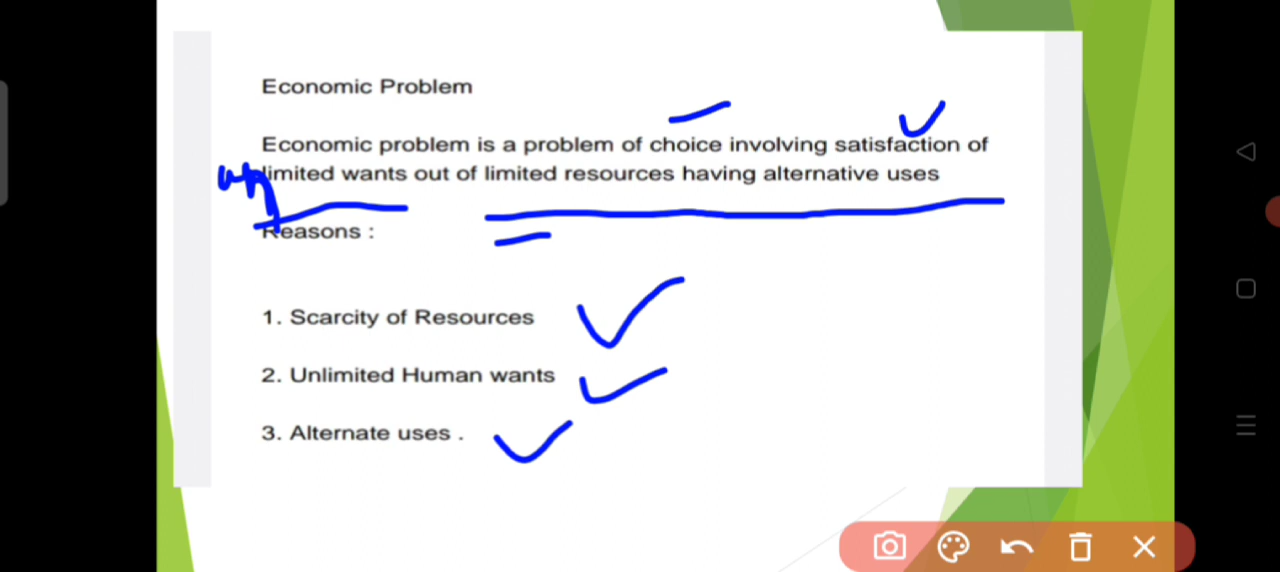 Economic Problem
Economic problem is a problem of choice involving satisfaction of
un limited wants out of limited resources having alternative uses
Reasons :
1. Scarcity of Resources
2. Unlimited Human wants
3. Alternate uses .